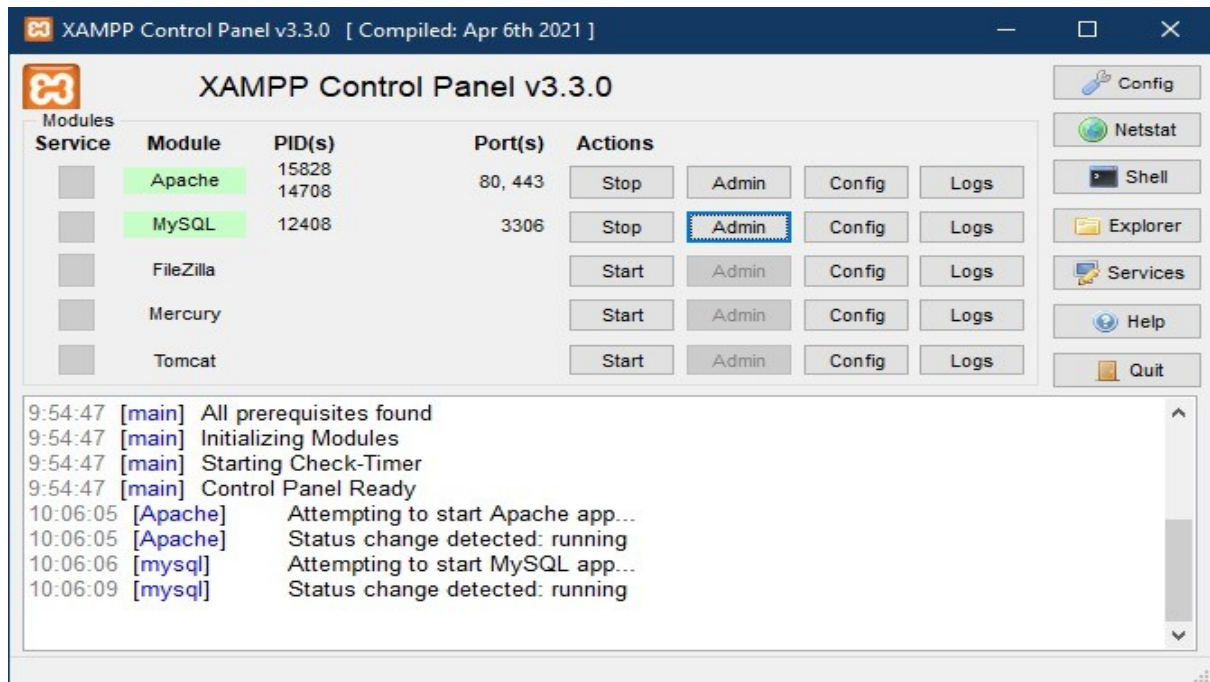 XAMPP Control Panel v3.3.0 [ Compiled: Apr 6th 2021 ]
XAMPP Control Panel v3.3.0
Config
Modules
Netstat
Service Module PID(s) Port(s) Actions
Apache 15828 14708 80, 443 Stop Admin Config Logs
Shell
MySQL 12408 3306 Stop Admin Config Logs
Explorer
FileZilla Start Admin Config Logs
Services
Mercury Start Admin Config Logs
Help
Tomcat Start Admin Config Logs
Quit
9:54:47 [main] All prerequisites found
9:54:47 [main] Initializing Modules
9:54:47 [main] Starting Check-Timer
9:54:47 [main] Control Panel Ready
10:06:05 [Apache] Attempting to start Apache app...
10:06:05 [Apache] Status change detected: running
10:06:06 [mysql] Attempting to start MySQL app...
10:06:09 [mysql] Status change detected: running